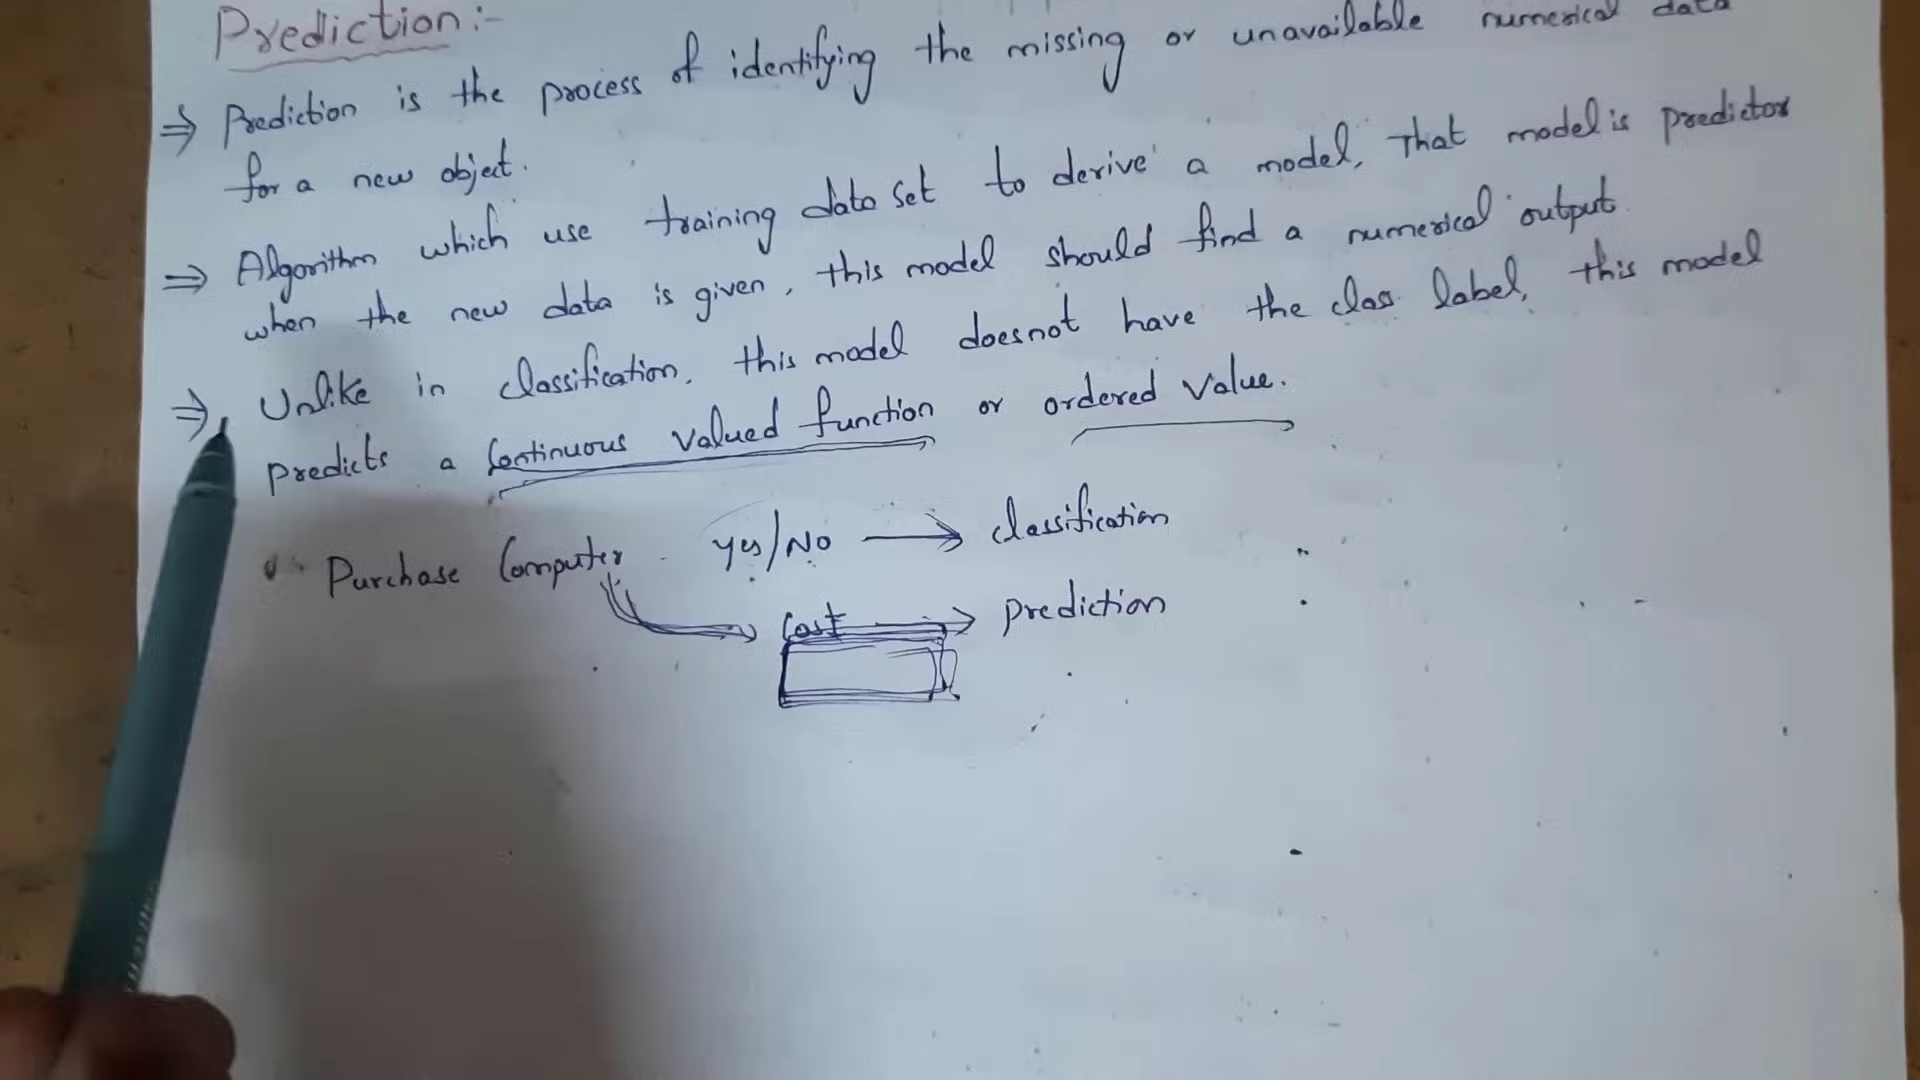 Prediction:-
⇒ Prediction is the process of identifying the missing or unavailable numerical data
for a new object.
⇒ Algorithm which use training data set to derive a model, That model is predictor
when the new data is given, this model should find a numerical output.
⇒ Unlike in classification, this model doesnot have the class label, this model
predicts a Continuous valued function or ordered value.
Purchase Computer yes/No → classification
Cost → prediction